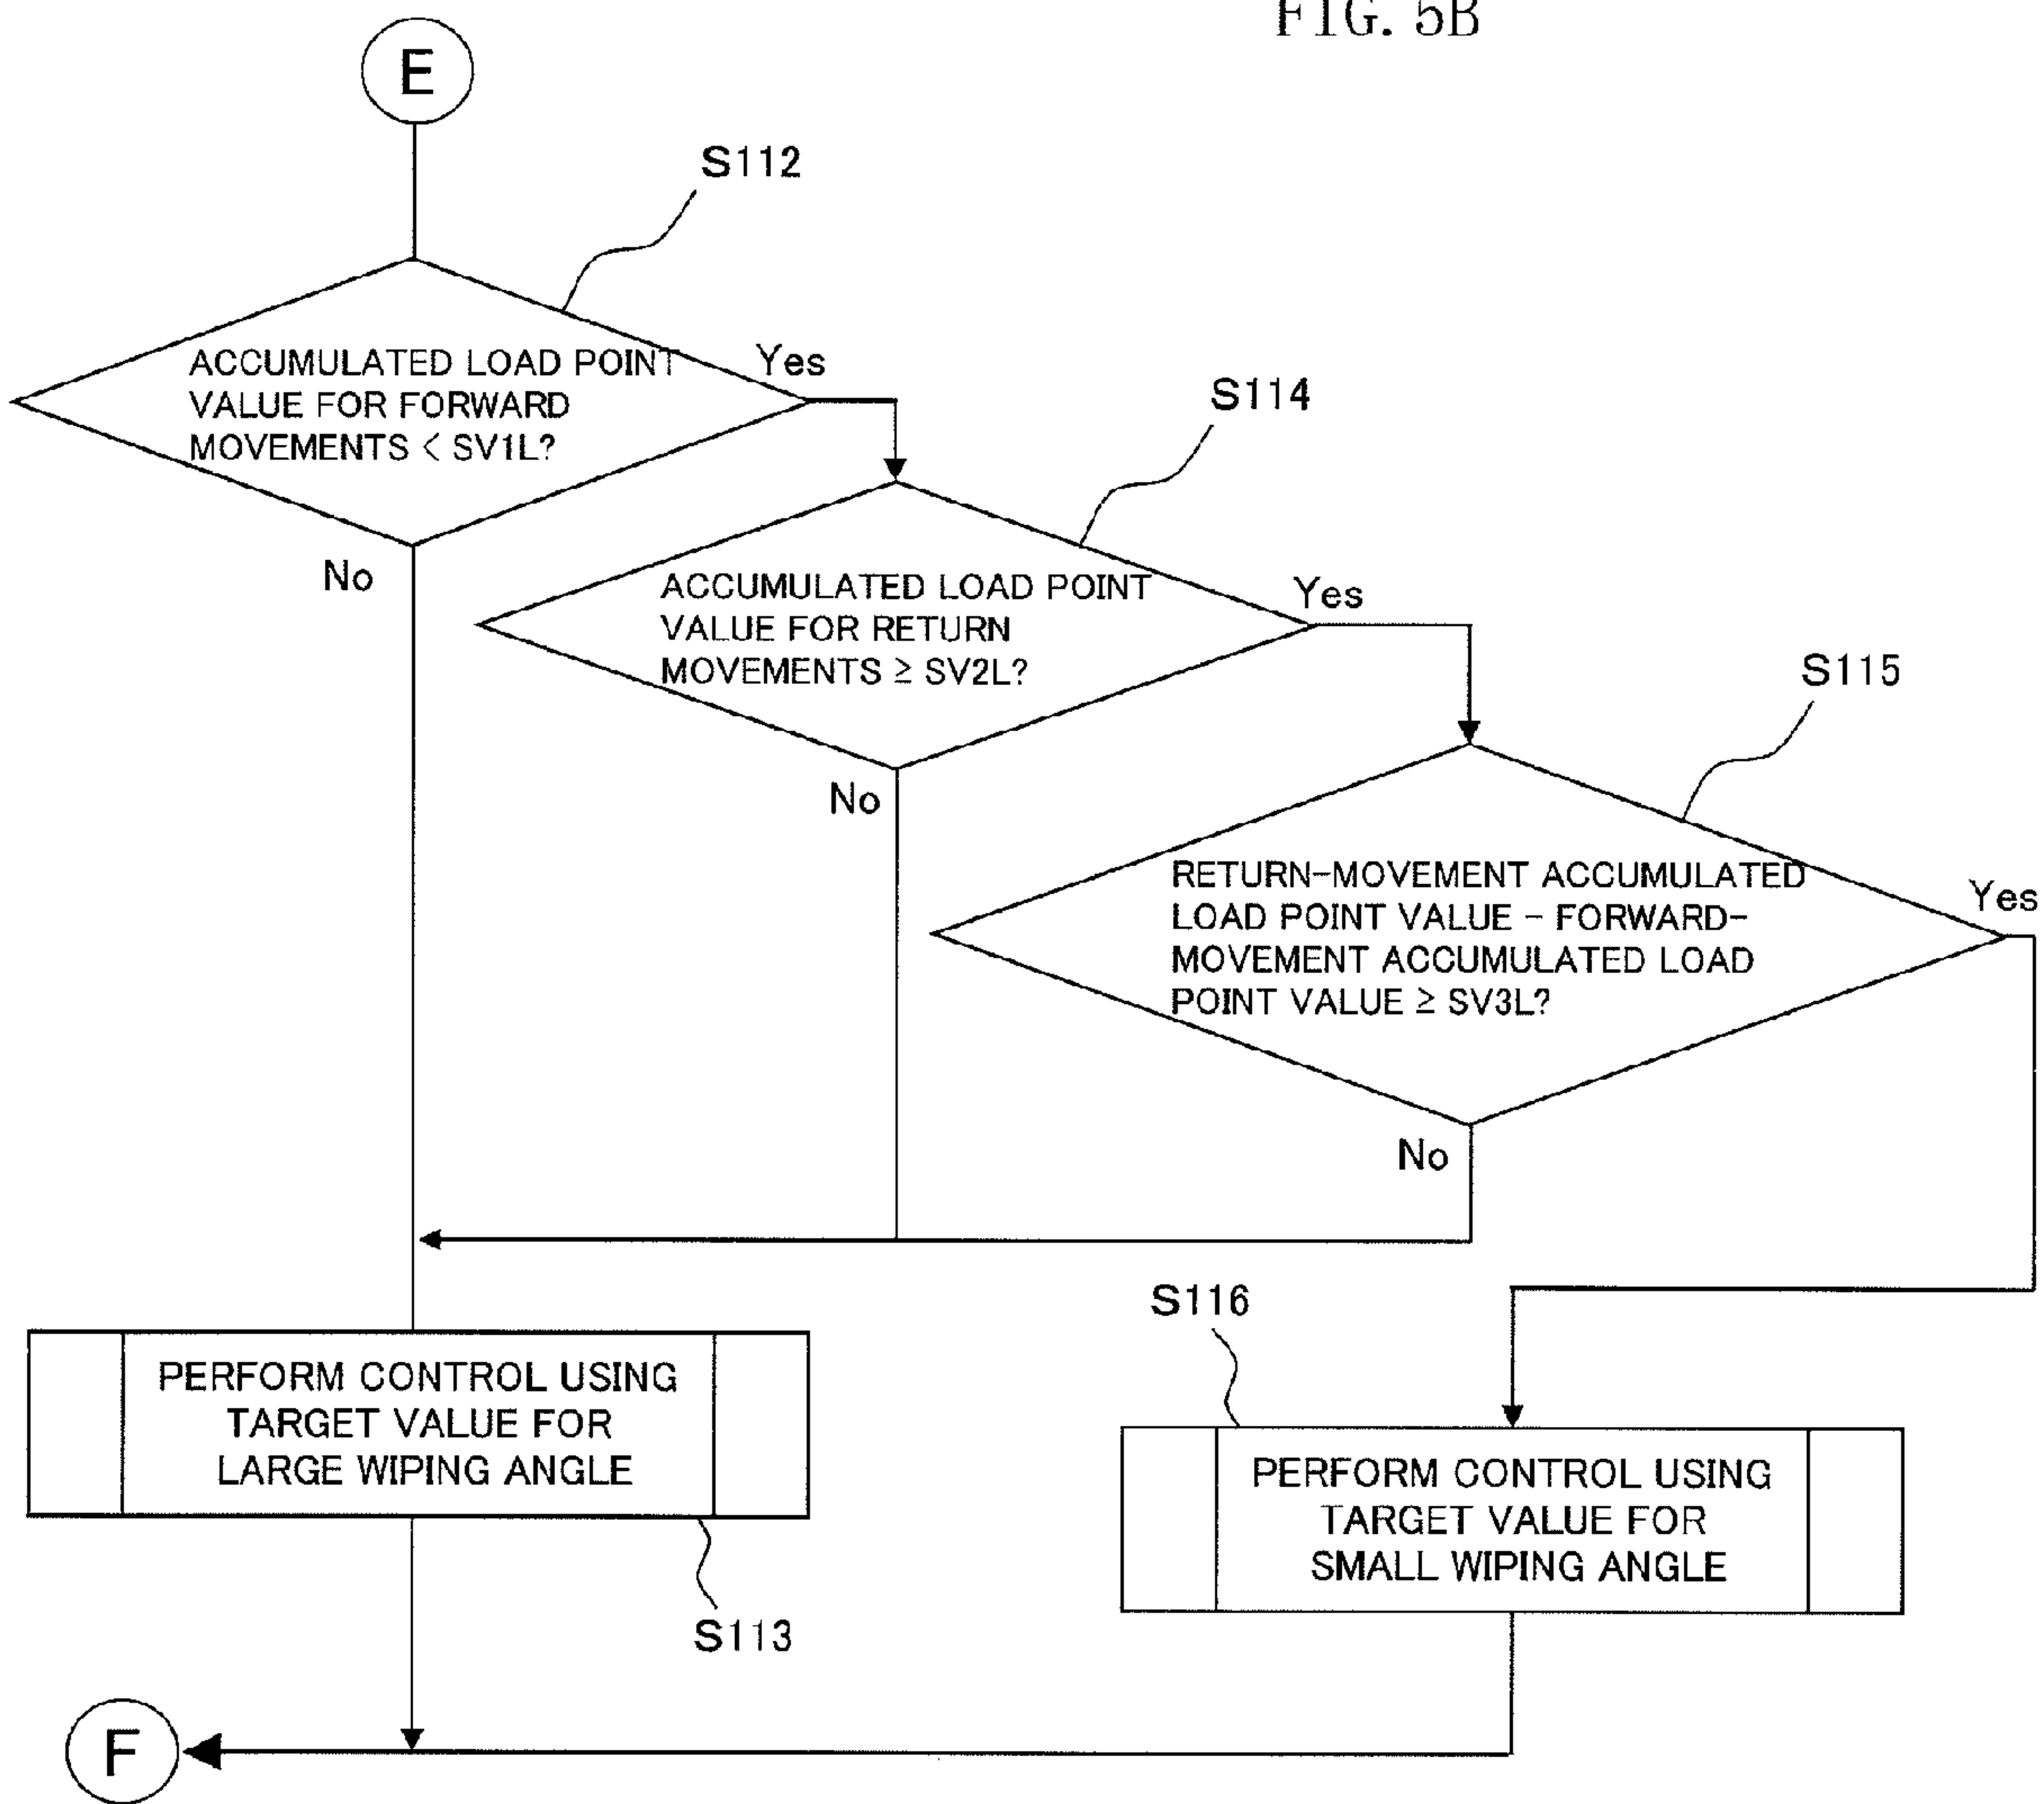 FIG. 5B
E
S112
ACCUMULATED LOAD POINT
VALUE FOR FORWARD
MOVEMENTS < SV1L?
Yes
No
S114
ACCUMULATED LOAD POINT
VALUE FOR RETURN
MOVEMENTS ≥ SV2L?
Yes
No
S115
RETURN-MOVEMENT ACCUMULATED
LOAD POINT VALUE - FORWARD-
MOVEMENT ACCUMULATED LOAD
POINT VALUE ≥ SV3L?
Yes
No
PERFORM CONTROL USING
TARGET VALUE FOR
LARGE WIPING ANGLE
S113
S116
PERFORM CONTROL USING
TARGET VALUE FOR
SMALL WIPING ANGLE
F